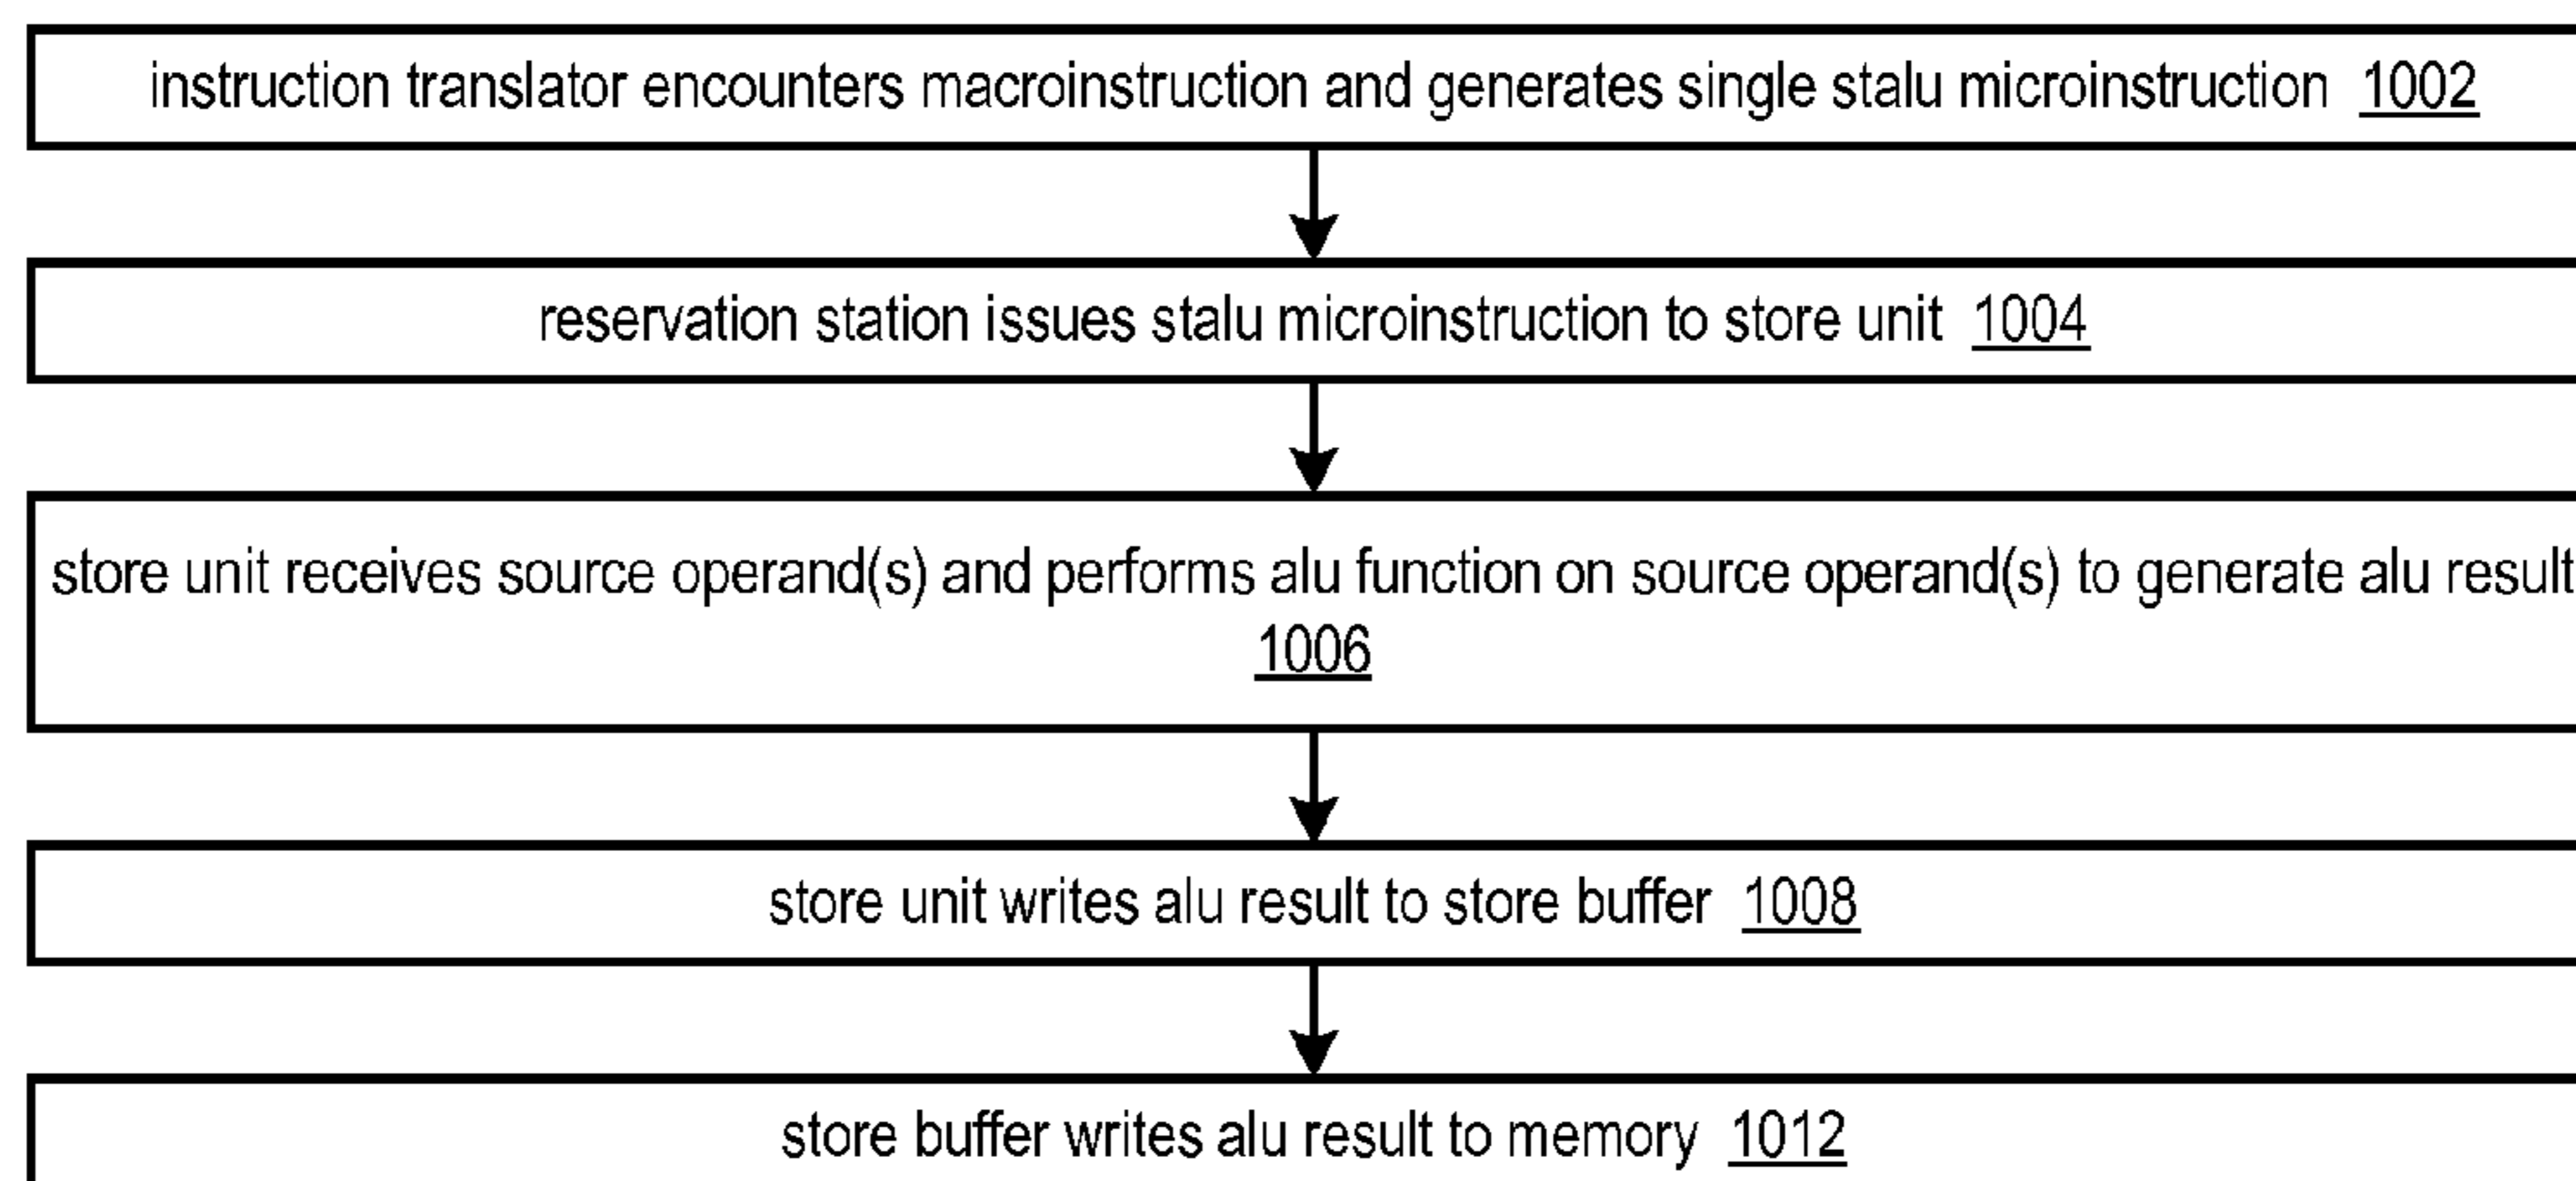 instruction translator encounters macroinstruction and generates single stalu microinstruction 1002
reservation station issues stalu microinstruction to store unit 1004
store unit receives source operand(s) and performs alu function on source operand(s) to generate alu result
1006
store unit writes alu result to store buffer 1008
store buffer writes alu result to memory 1012